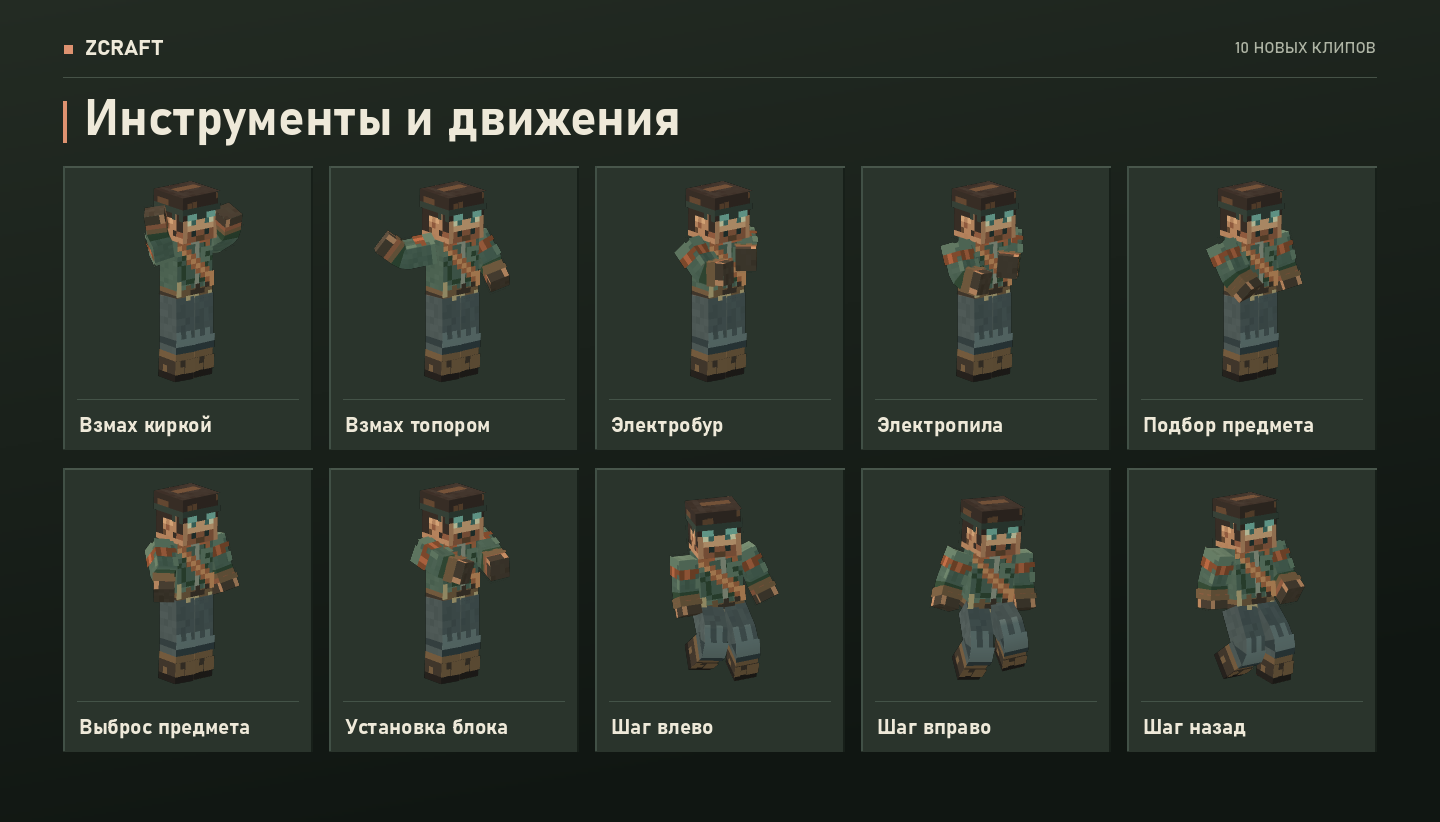 ZCRAFT
10 НОВЫХ КЛИПОВ
Инструменты и движения
Взмах киркой
Взмах топором
Электробур
Электропила
Подбор предмета
Выброс предмета
Установка блока
Шаг влево
Шаг вправо
Шаг назад